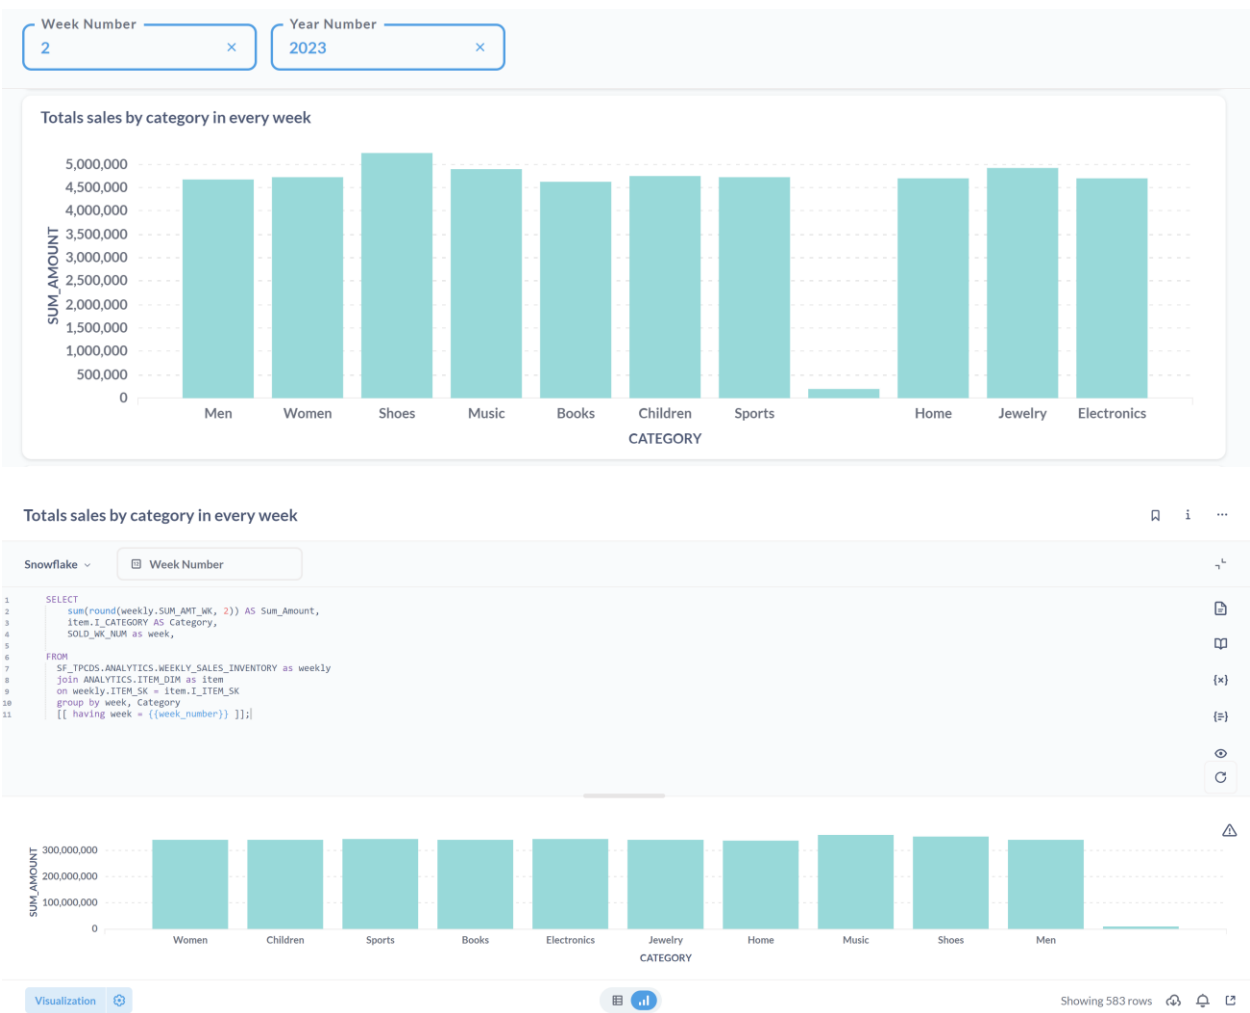 Week Number
Year Number
2 ×
2023 ×
Totals sales by category in every week
5,000,000
4,500,000
4,000,000
3,500,000
3,000,000
2,500,000
2,000,000
1,500,000
1,000,000
500,000
0
SUM_AMOUNT
Men Women Shoes Music Books Children Sports Home Jewelry Electronics
CATEGORY
Totals sales by category in every week
Snowflake
Week Number
1 SELECT
2 sum(round(weekly.SUM_AMT_WK, 2)) AS Sum_Amount,
3 item.I_CATEGORY AS Category,
4 SOLD_WK_NUM as week,
5
6 FROM
7 SF_TPCDS.ANALYTICS.WEEKLY_SALES_INVENTORY as weekly
8 join ANALYTICS.ITEM_DIM as item
9 on weekly.ITEM_SK = item.I_ITEM_SK
10 group by week, Category
11 [[ having week = {{week_number}} ]];
300,000,000
200,000,000
100,000,000
0
SUM_AMOUNT
Women Children Sports Books Electronics Jewelry Home Music Shoes Men
CATEGORY
Visualization
Showing 583 rows